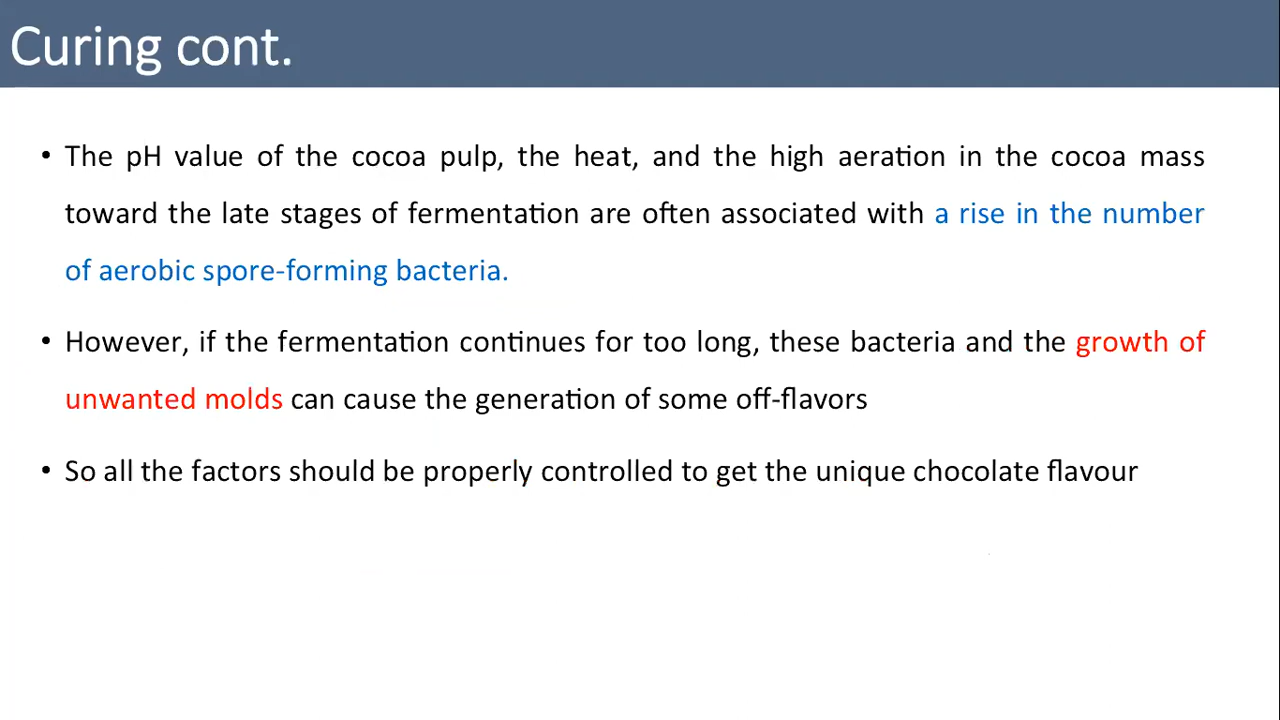 Curing cont.
• The pH value of the cocoa pulp, the heat, and the high aeration in the cocoa mass
toward the late stages of fermentation are often associated with a rise in the number
of aerobic spore-forming bacteria.
• However, if the fermentation continues for too long, these bacteria and the growth of
unwanted molds can cause the generation of some off-flavors
• So all the factors should be properly controlled to get the unique chocolate flavour